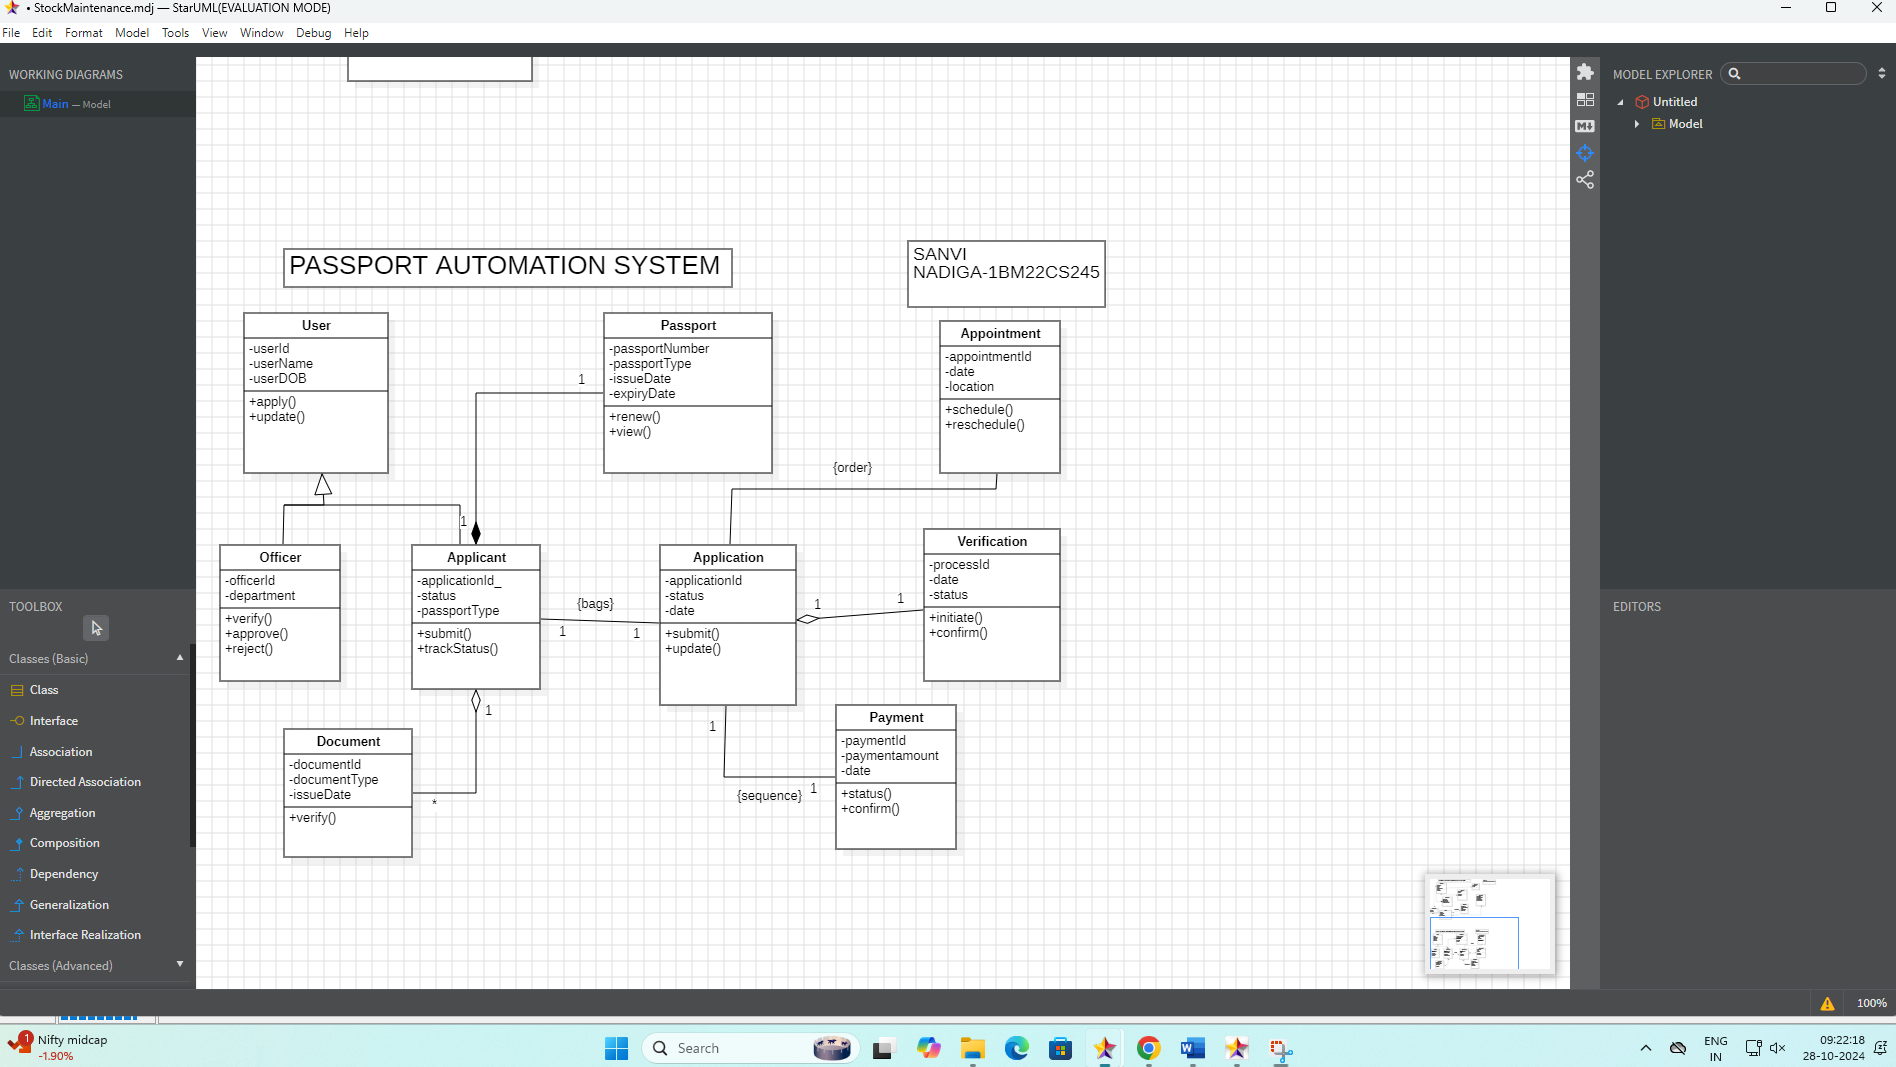 • StockMaintenance.mdj — StarUML(EVALUATION MODE)
File Edit Format Model Tools View Window Debug Help
WORKING DIAGRAMS
Main — Model
TOOLBOX
Classes (Basic)
Class
Interface
Association
Directed Association
Aggregation
Composition
Dependency
Generalization
Interface Realization
Classes (Advanced)
PASSPORT AUTOMATION SYSTEM
SANVI
NADIGA-1BM22CS245
User
-userId
-userName
-userDOB
+apply()
+update()
Passport
-passportNumber
-passportType
-issueDate
-expiryDate
+renew()
+view()
1
Appointment
-appointmentId
-date
-location
+schedule()
+reschedule()
{order}
1
Officer
-officerId
-department
+verify()
+approve()
+reject()
Applicant
-applicationId_
-status
-passportType
+submit()
+trackStatus()
{bags}
1
1
Application
-applicationId
-status
-date
+submit()
+update()
1
1
Verification
-processId
-date
-status
+initiate()
+confirm()
1
*
Document
-documentId
-documentType
-issueDate
+verify()
1
{sequence}
1
Payment
-paymentId
-paymentamount
-date
+status()
+confirm()
MODEL EXPLORER
Untitled
Model
EDITORS
100%
1
Nifty midcap
-1.90%
Search
ENG
IN
09:22:18
28-10-2024